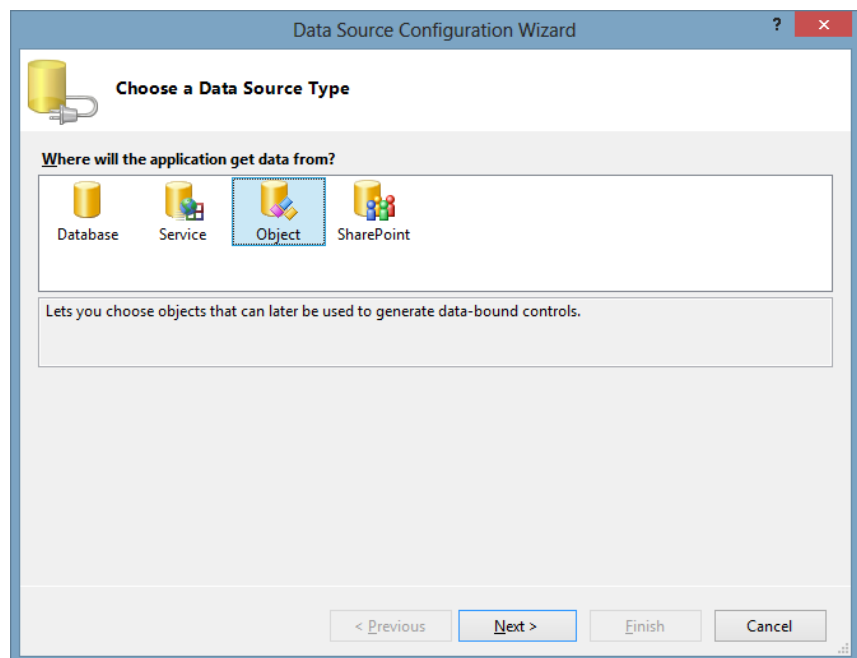 Data Source Configuration Wizard
?
×
Choose a Data Source Type
Where will the application get data from?
Database Service Object SharePoint
Lets you choose objects that can later be used to generate data-bound controls.
< Previous Next > Finish Cancel